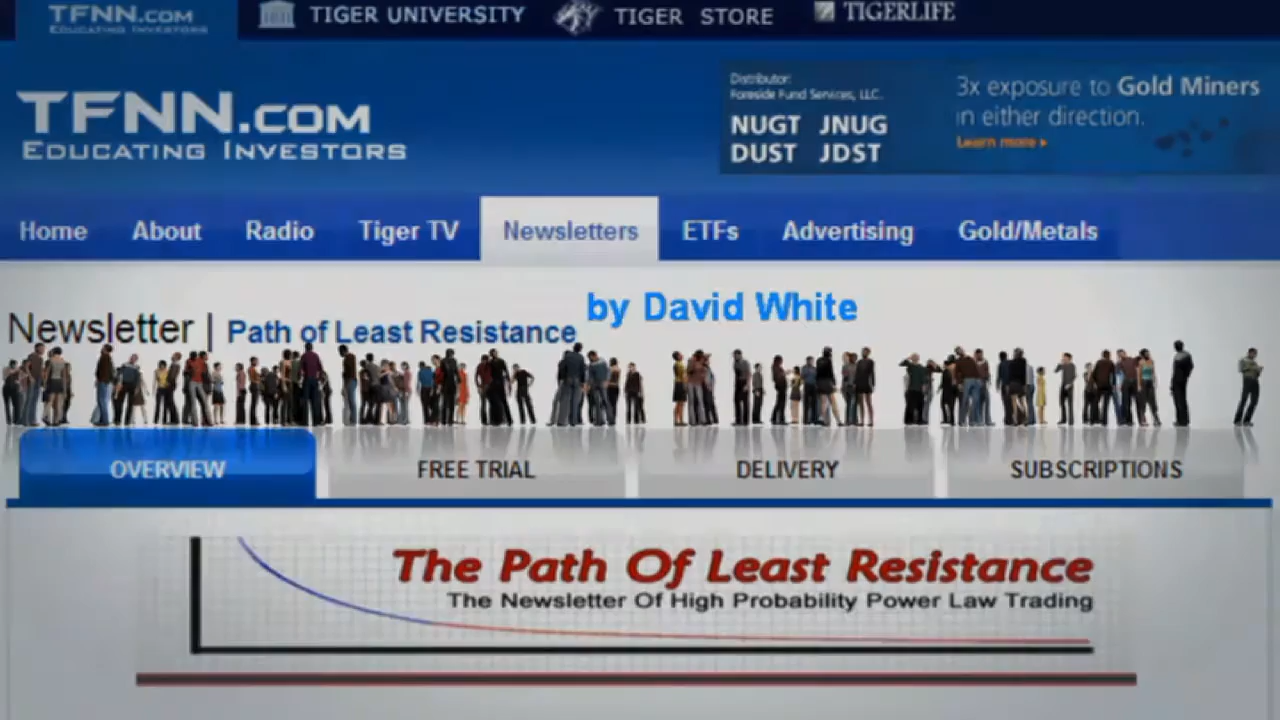 TFNN.COM
EDUCATING INVESTORS
TIGER UNIVERSITY
TIGER STORE
TIGERLIFE
TFNN.COM
EDUCATING INVESTORS
Distributor:
Foreside Fund Services, LLC.
NUGT JNUG
DUST JDST
3x exposure to Gold Miners
in either direction.
Learn more
Home About Radio Tiger TV Newsletters ETFs Advertising Gold/Metals
by David White
Newsletter | Path of Least Resistance
OVERVIEW FREE TRIAL DELIVERY SUBSCRIPTIONS
The Path Of Least Resistance
The Newsletter Of High Probability Power Law Trading